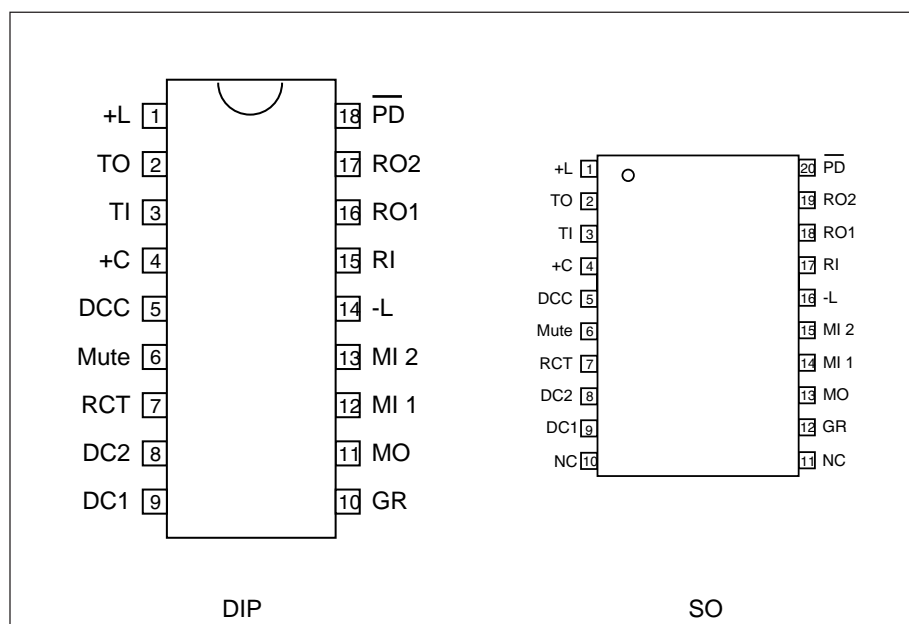 +L 1 18 P̅D̅
TO 2 17 RO2
TI 3 16 RO1
+C 4 15 RI
DCC 5 14 -L
Mute 6 13 MI 2
RCT 7 12 MI 1
DC2 8 11 MO
DC1 9 10 GR
DIP
+L 1 20 P̅D̅
TO 2 19 RO2
TI 3 18 RO1
+C 4 17 RI
DCC 5 16 -L
Mute 6 15 MI 2
RCT 7 14 MI 1
DC2 8 13 MO
DC1 9 12 GR
NC 10 11 NC
SO